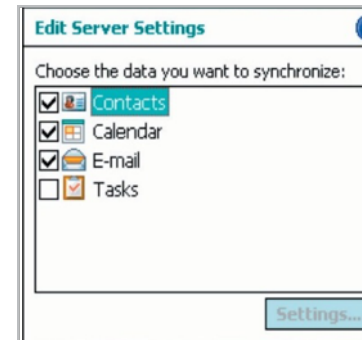 Edit Server Settings
Choose the data you want to synchronize:
Contacts
Calendar
E-mail
Tasks
Settings...